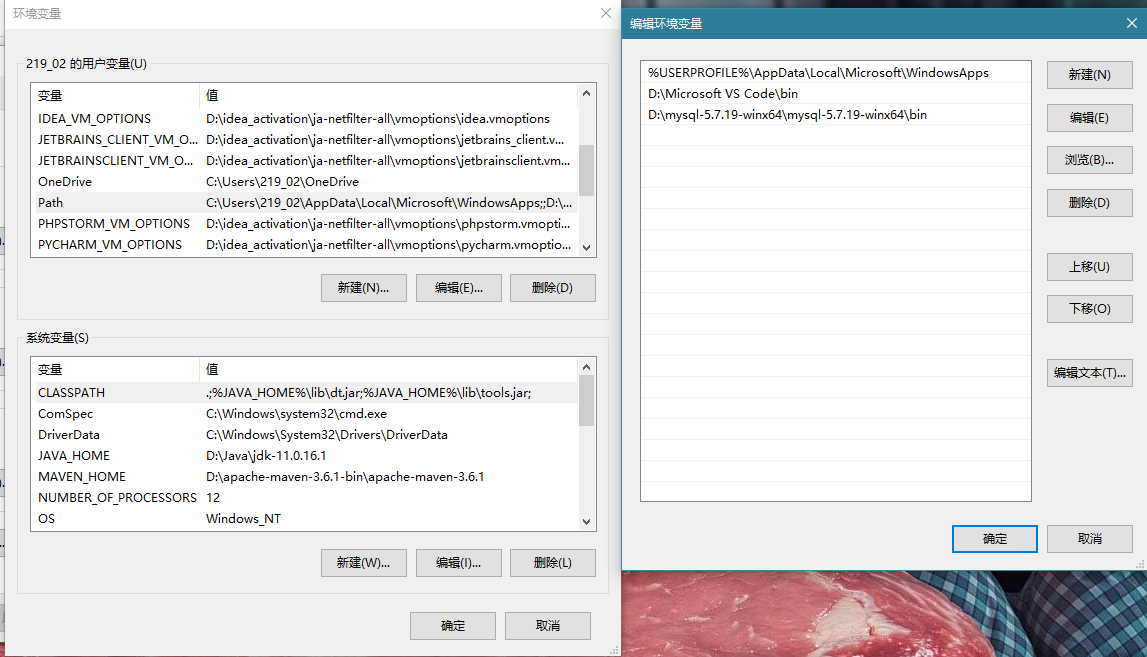 环境变量
219_02 的用户变量(U)
变量 值
IDEA_VM_OPTIONS D:\idea_activation\ja-netfilter-all\vmoptions\idea.vmoptions
JETBRAINS_CLIENT_VM_O... D:\idea_activation\ja-netfilter-all\vmoptions\jetbrains_client.v...
JETBRAINSCLIENT_VM_O... D:\idea_activation\ja-netfilter-all\vmoptions\jetbrainsclient.vm...
OneDrive C:\Users\219_02\OneDrive
Path C:\Users\219_02\AppData\Local\Microsoft\WindowsApps;;D:\...
PHPSTORM_VM_OPTIONS D:\idea_activation\ja-netfilter-all\vmoptions\phpstorm.vmopti...
PYCHARM_VM_OPTIONS D:\idea_activation\ja-netfilter-all\vmoptions\pycharm.vmoptio...
新建(N)... 编辑(E)... 删除(D)
系统变量(S)
变量 值
CLASSPATH .;%JAVA_HOME%\lib\dt.jar;%JAVA_HOME%\lib\tools.jar;
ComSpec C:\Windows\system32\cmd.exe
DriverData C:\Windows\System32\Drivers\DriverData
JAVA_HOME D:\Java\jdk-11.0.16.1
MAVEN_HOME D:\apache-maven-3.6.1-bin\apache-maven-3.6.1
NUMBER_OF_PROCESSORS 12
OS Windows_NT
新建(W)... 编辑(I)... 删除(L)
确定 取消
编辑环境变量
%USERPROFILE%\AppData\Local\Microsoft\WindowsApps
D:\Microsoft VS Code\bin
D:\mysql-5.7.19-winx64\mysql-5.7.19-winx64\bin
新建(N)
编辑(E)
浏览(B)...
删除(D)
上移(U)
下移(O)
编辑文本(T)...
确定 取消